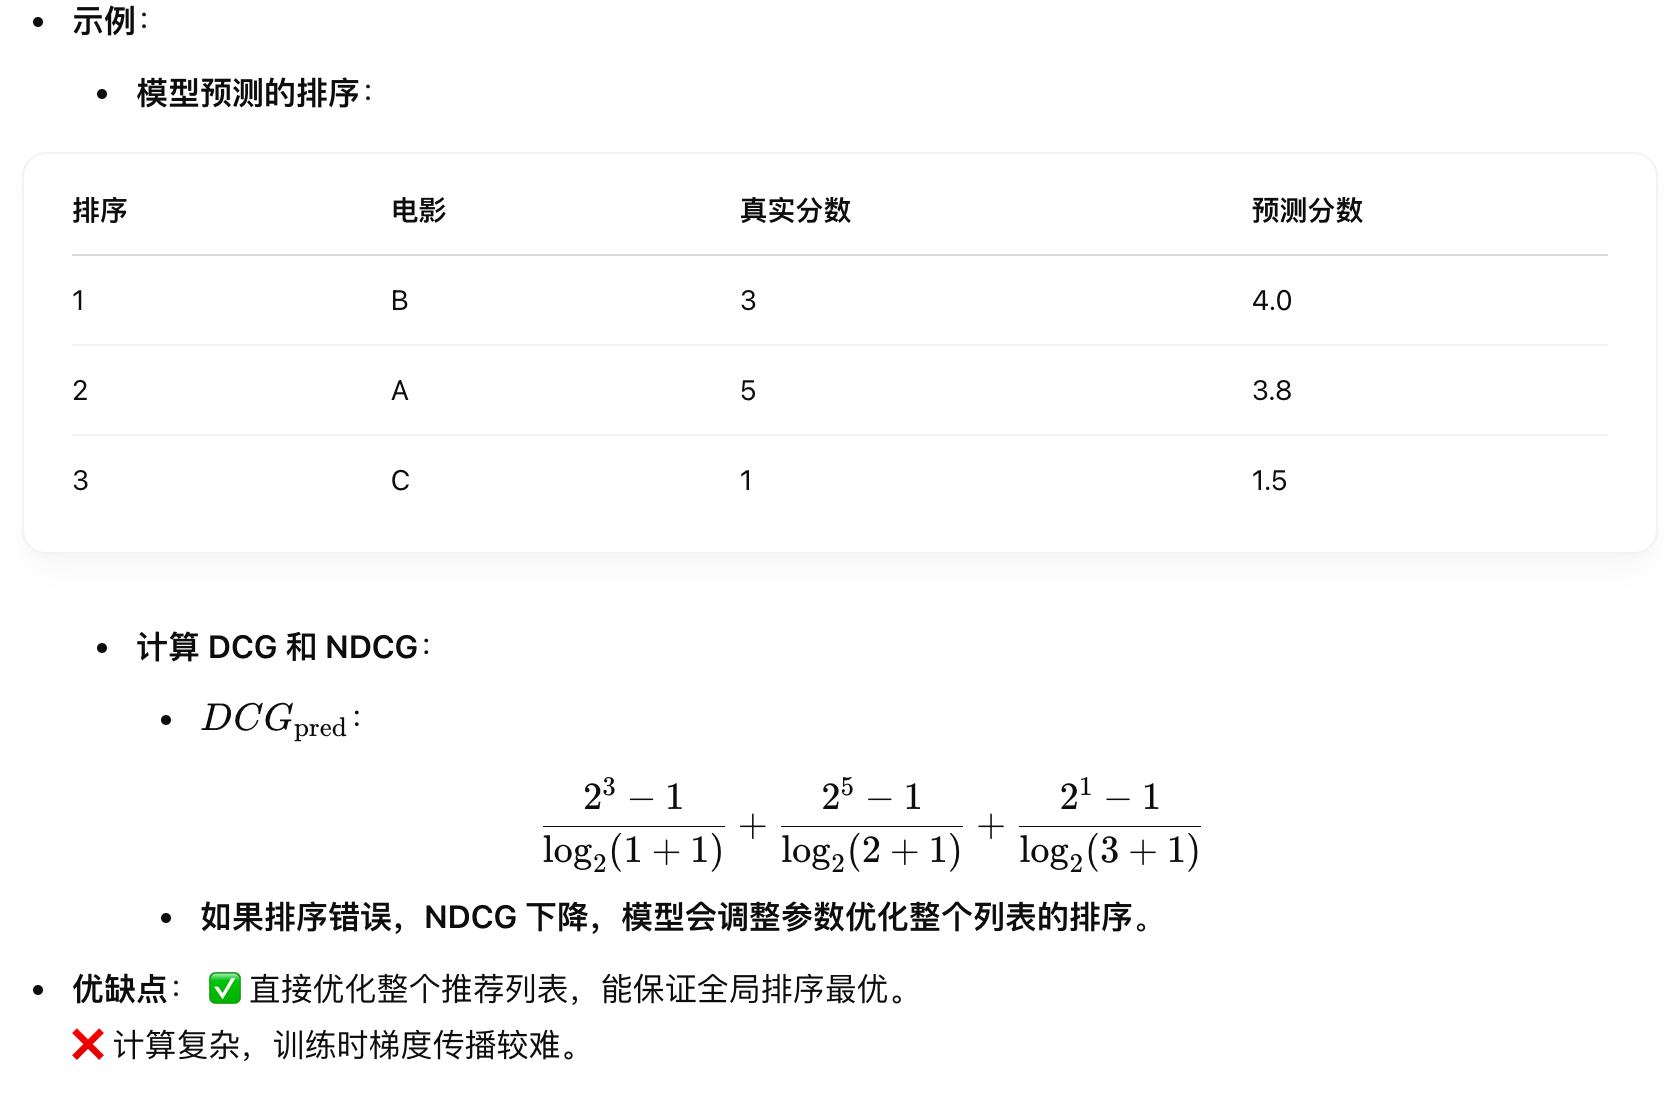 • 示例：
• 模型预测的排序：
排序 电影 真实分数 预测分数
1 B 3 4.0
2 A 5 3.8
3 C 1 1.5
• 计算 DCG 和 NDCG：
• $DCG_{\text{pred}}$：
$\frac{2^3 - 1}{\log_2(1 + 1)} + \frac{2^5 - 1}{\log_2(2 + 1)} + \frac{2^1 - 1}{\log_2(3 + 1)}$
• 如果排序错误，NDCG 下降，模型会调整参数优化整个列表的排序。
• 优缺点： ✅ 直接优化整个推荐列表，能保证全局排序最优。
❌ 计算复杂，训练时梯度传播较难。